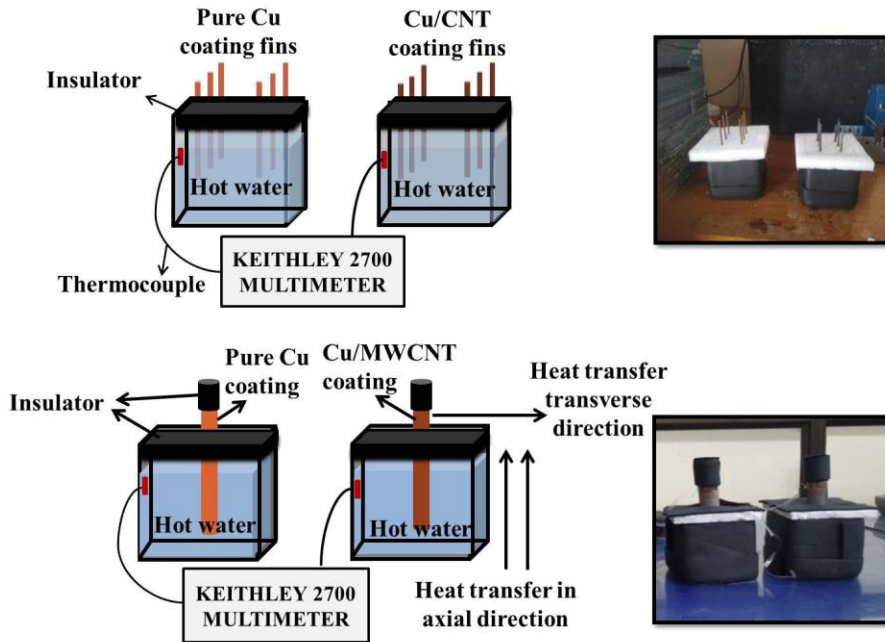 Pure Cu
coating fins
Cu/CNT
coating fins
Insulator
Hot water
Hot water
KEITHLEY 2700
MULTIMETER
Thermocouple
Pure Cu
coating
Cu/MWCNT
coating
Heat transfer
transverse
direction
Insulator
Hot water
Hot water
KEITHLEY 2700
MULTIMETER
Heat transfer in
axial direction